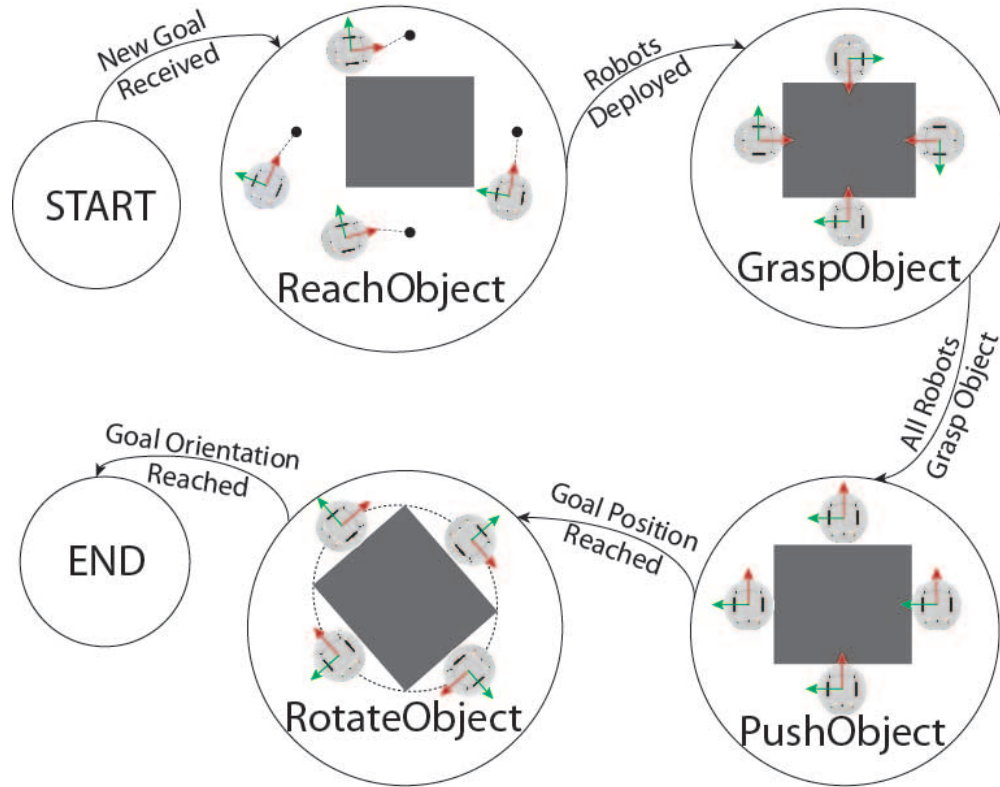 New Goal
Received
START
ReachObject
Robots
Deployed
GraspObject
All Robots
Grasp Object
PushObject
Goal Position
Reached
RotateObject
Goal Orientation
Reached
END